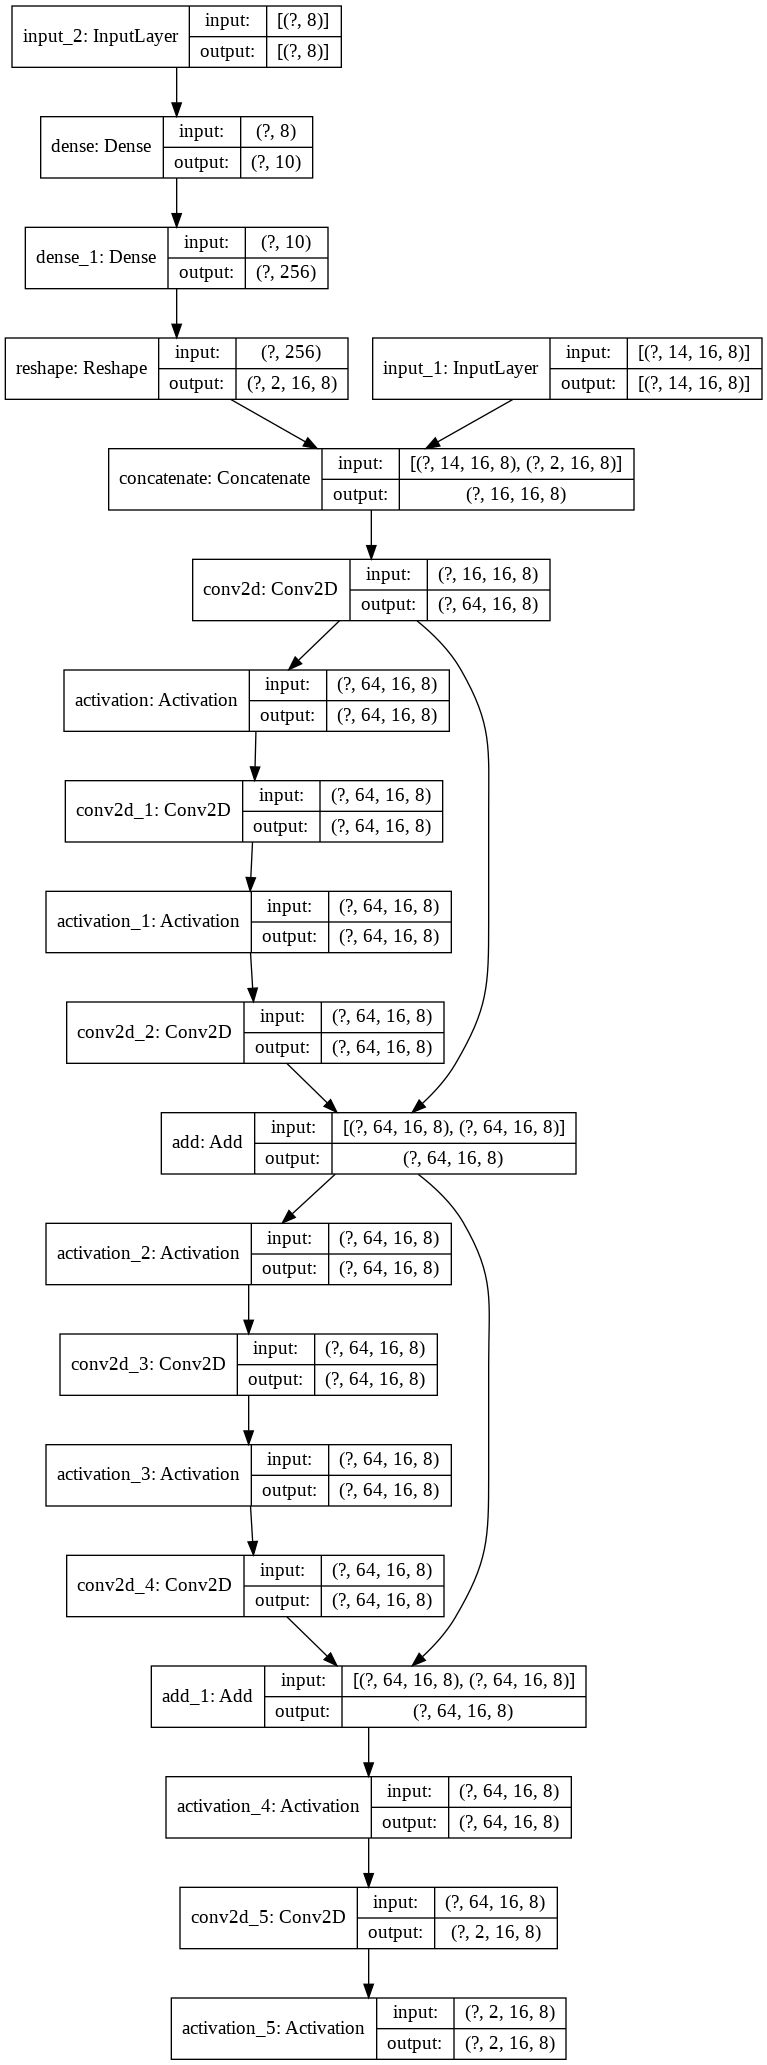 input_2: InputLayer
input: [(?, 8)]
output: [(?, 8)]
dense: Dense
input: (?, 8)
output: (?, 10)
dense_1: Dense
input: (?, 10)
output: (?, 256)
reshape: Reshape
input: (?, 256)
output: (?, 2, 16, 8)
input_1: InputLayer
input: [(?, 14, 16, 8)]
output: [(?, 14, 16, 8)]
concatenate: Concatenate
input: [(?, 14, 16, 8), (?, 2, 16, 8)]
output: (?, 16, 16, 8)
conv2d: Conv2D
input: (?, 16, 16, 8)
output: (?, 64, 16, 8)
activation: Activation
input: (?, 64, 16, 8)
output: (?, 64, 16, 8)
conv2d_1: Conv2D
input: (?, 64, 16, 8)
output: (?, 64, 16, 8)
activation_1: Activation
input: (?, 64, 16, 8)
output: (?, 64, 16, 8)
conv2d_2: Conv2D
input: (?, 64, 16, 8)
output: (?, 64, 16, 8)
add: Add
input: [(?, 64, 16, 8), (?, 64, 16, 8)]
output: (?, 64, 16, 8)
activation_2: Activation
input: (?, 64, 16, 8)
output: (?, 64, 16, 8)
conv2d_3: Conv2D
input: (?, 64, 16, 8)
output: (?, 64, 16, 8)
activation_3: Activation
input: (?, 64, 16, 8)
output: (?, 64, 16, 8)
conv2d_4: Conv2D
input: (?, 64, 16, 8)
output: (?, 64, 16, 8)
add_1: Add
input: [(?, 64, 16, 8), (?, 64, 16, 8)]
output: (?, 64, 16, 8)
activation_4: Activation
input: (?, 64, 16, 8)
output: (?, 64, 16, 8)
conv2d_5: Conv2D
input: (?, 64, 16, 8)
output: (?, 2, 16, 8)
activation_5: Activation
input: (?, 2, 16, 8)
output: (?, 2, 16, 8)